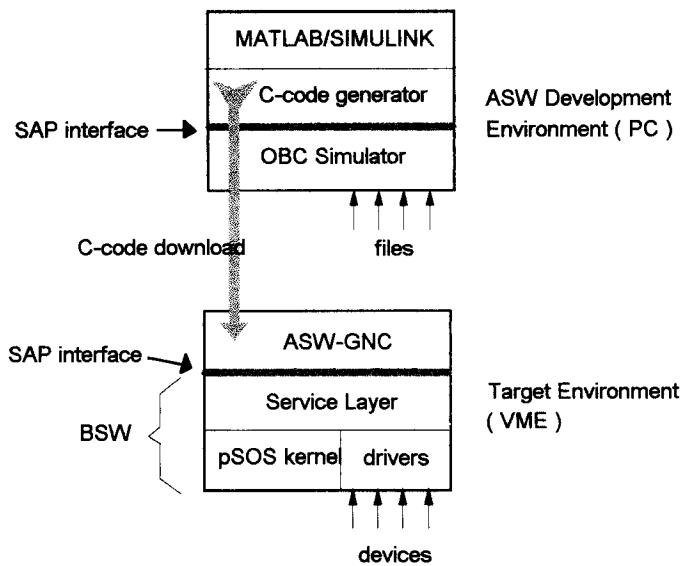 MATLAB/SIMULINK
C-code generator
SAP interface
OBC Simulator
ASW Development
Environment ( PC )
C-code download
files
ASW-GNC
SAP interface
Service Layer
BSW
pSOS kernel
drivers
Target Environment
( VME )
devices